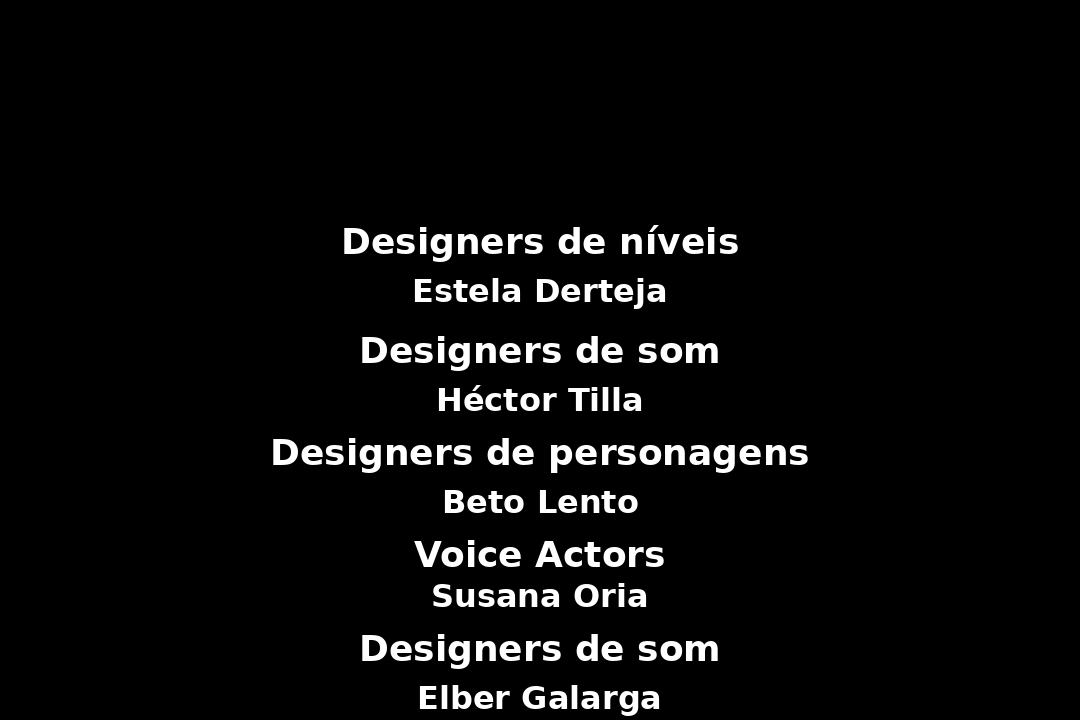 Designers de níveis
Estela Derteja
Designers de som
Héctor Tilla
Designers de personagens
Beto Lento
Voice Actors
Susana Oria
Designers de som
Elber Galarga